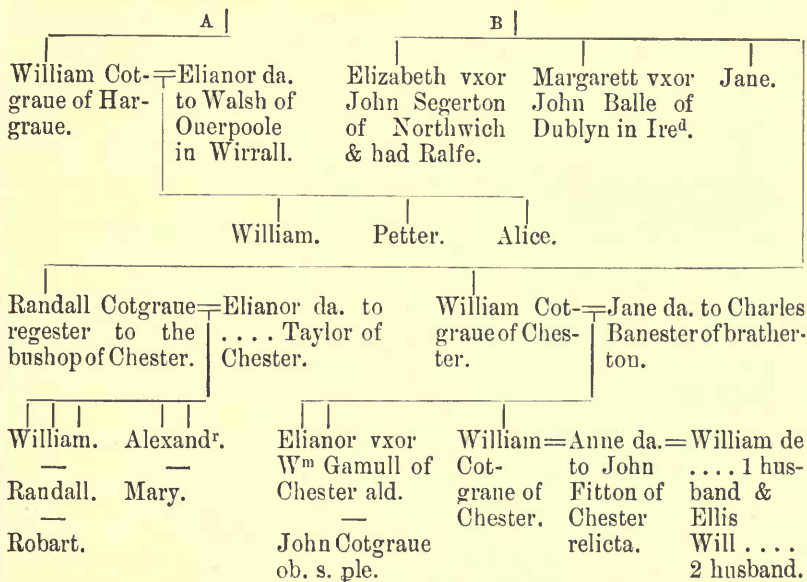 A B
William Cot-
graue of Har-
graue.
Elianor da.
to Walsh of
Ouerpoole
in Wirrall.
Elizabeth vxor
John Segerton
of Northwich
& had Ralfe.
Margarett vxor
John Balle of
Dublyn in Ireᵈ.
Jane.
William. Petter. Alice.
Randall Cotgraue
regester to the
bushop of Chester.
Elianor da. to
. . . . Taylor of
Chester.
William Cot-
graue of Ches-
ter.
Jane da. to Charles
Banester of brather-
ton.
William.
—
Randall.
—
Robart.
Alexandʳ.
—
Mary.
Elianor vxor
Wᵐ Gamull of
Chester ald.
—
John Cotgraue
ob. s. ple.
William
Cot-
graue of
Chester.
Anne da.
to John
Fitton of
Chester
relicta.
William de
. . . . 1 hus-
band &
Ellis
Will . . . .
2 husband.